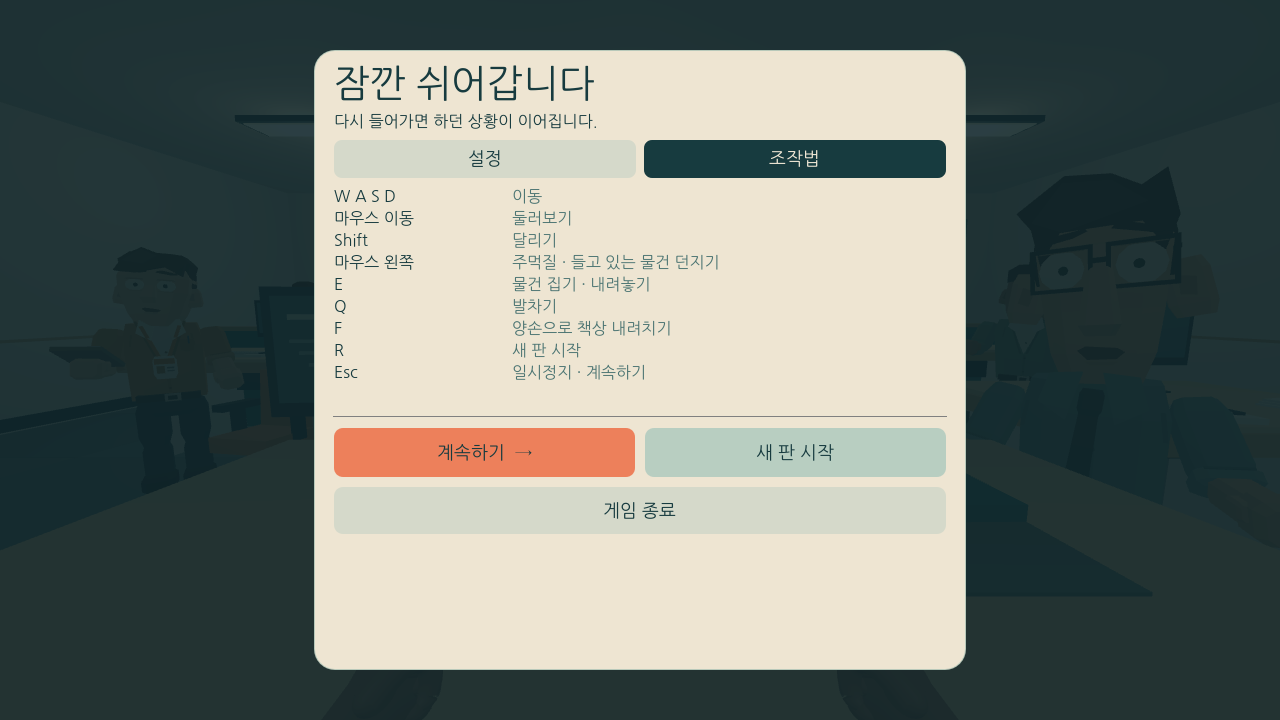 잠깐 쉬어갑니다
다시 들어가면 하던 상황이 이어집니다.
설정 조작법
W A S D 이동
마우스 이동 둘러보기
Shift 달리기
마우스 왼쪽 주먹질 · 들고 있는 물건 던지기
E 물건 집기 · 내려놓기
Q 발차기
F 양손으로 책상 내려치기
R 새 판 시작
Esc 일시정지 · 계속하기
계속하기 → 새 판 시작
게임 종료